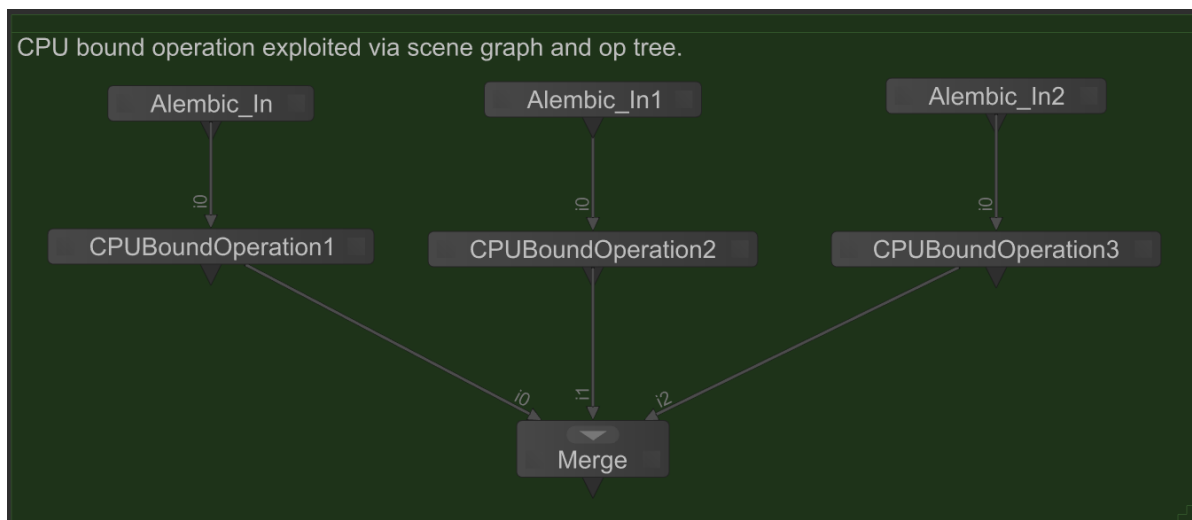 CPU bound operation exploited via scene graph and op tree.
Alembic_In
Alembic_In1
Alembic_In2
i0
i0
i0
CPUBoundOperation1
CPUBoundOperation2
CPUBoundOperation3
i0
i1
i2
Merge